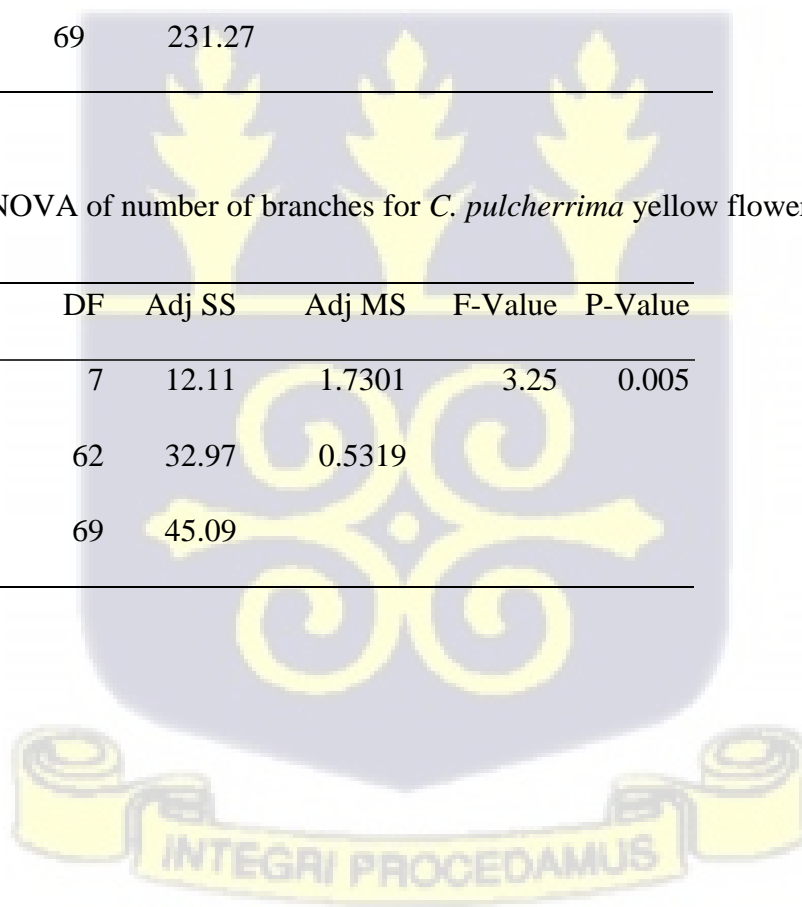 69 231.27
NOVA of number of branches for C. pulcherrima yellow flower
DF Adj SS Adj MS F-Value P-Value
7 12.11 1.7301 3.25 0.005
62 32.97 0.5319
69 45.09
INTEGRI PROCEDAMUS